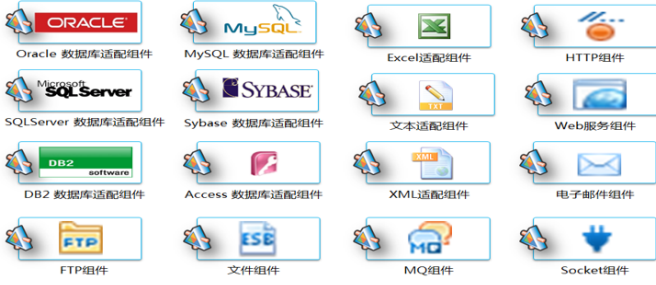 ORACLE
MySQL
Oracle 数据库适配组件
MySQL 数据库适配组件
Excel适配组件
HTTP组件
Microsoft
SQL Server
SYBASE
TXT
SQLServer 数据库适配组件
Sybase 数据库适配组件
文本适配组件
Web服务组件
DB2
software
XML
DB2 数据库适配组件
Access 数据库适配组件
XML适配组件
电子邮件组件
FTP
ESB
MQ
FTP组件
文件组件
MQ组件
Socket组件